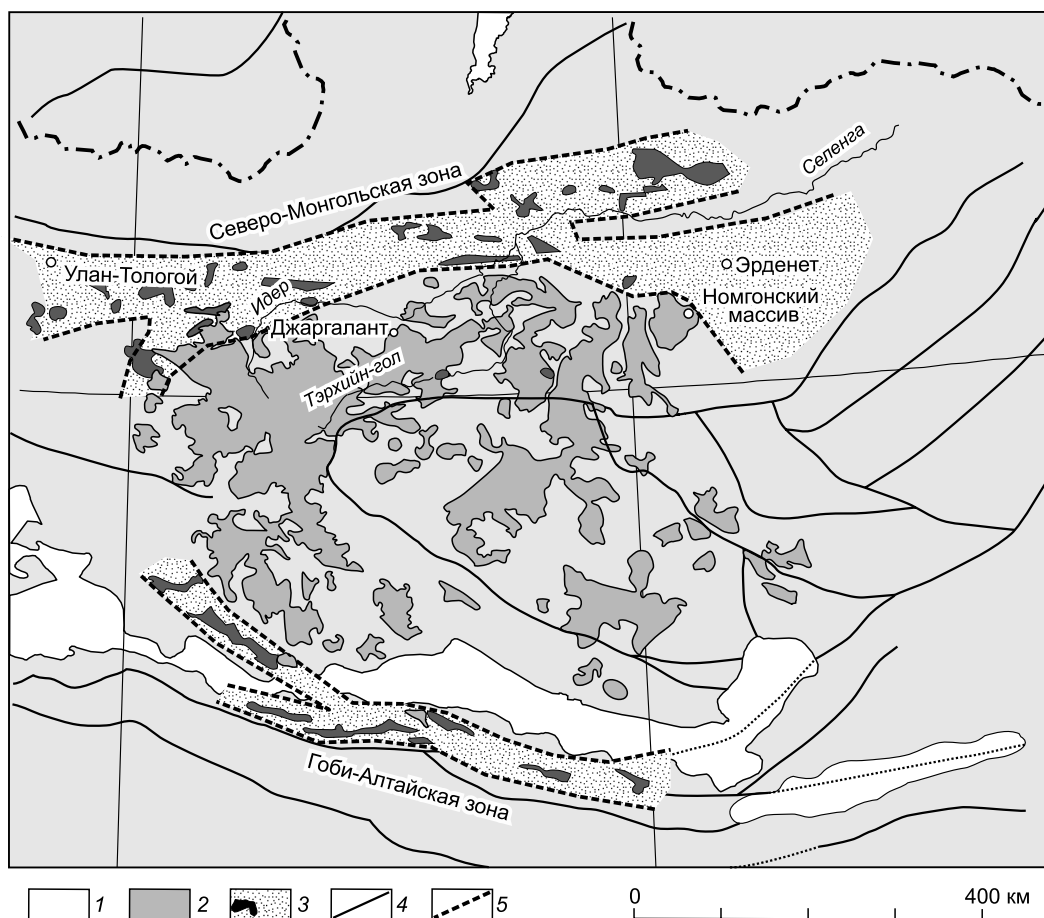 Селенга
Северо-Монгольская зона
Улан-Тологой
Эрденет
Идер
Номгонский
массив
Джаргалант
Тэрхийн-гол
Гоби-Алтайская зона
1 2 3 4 5 0 400 км